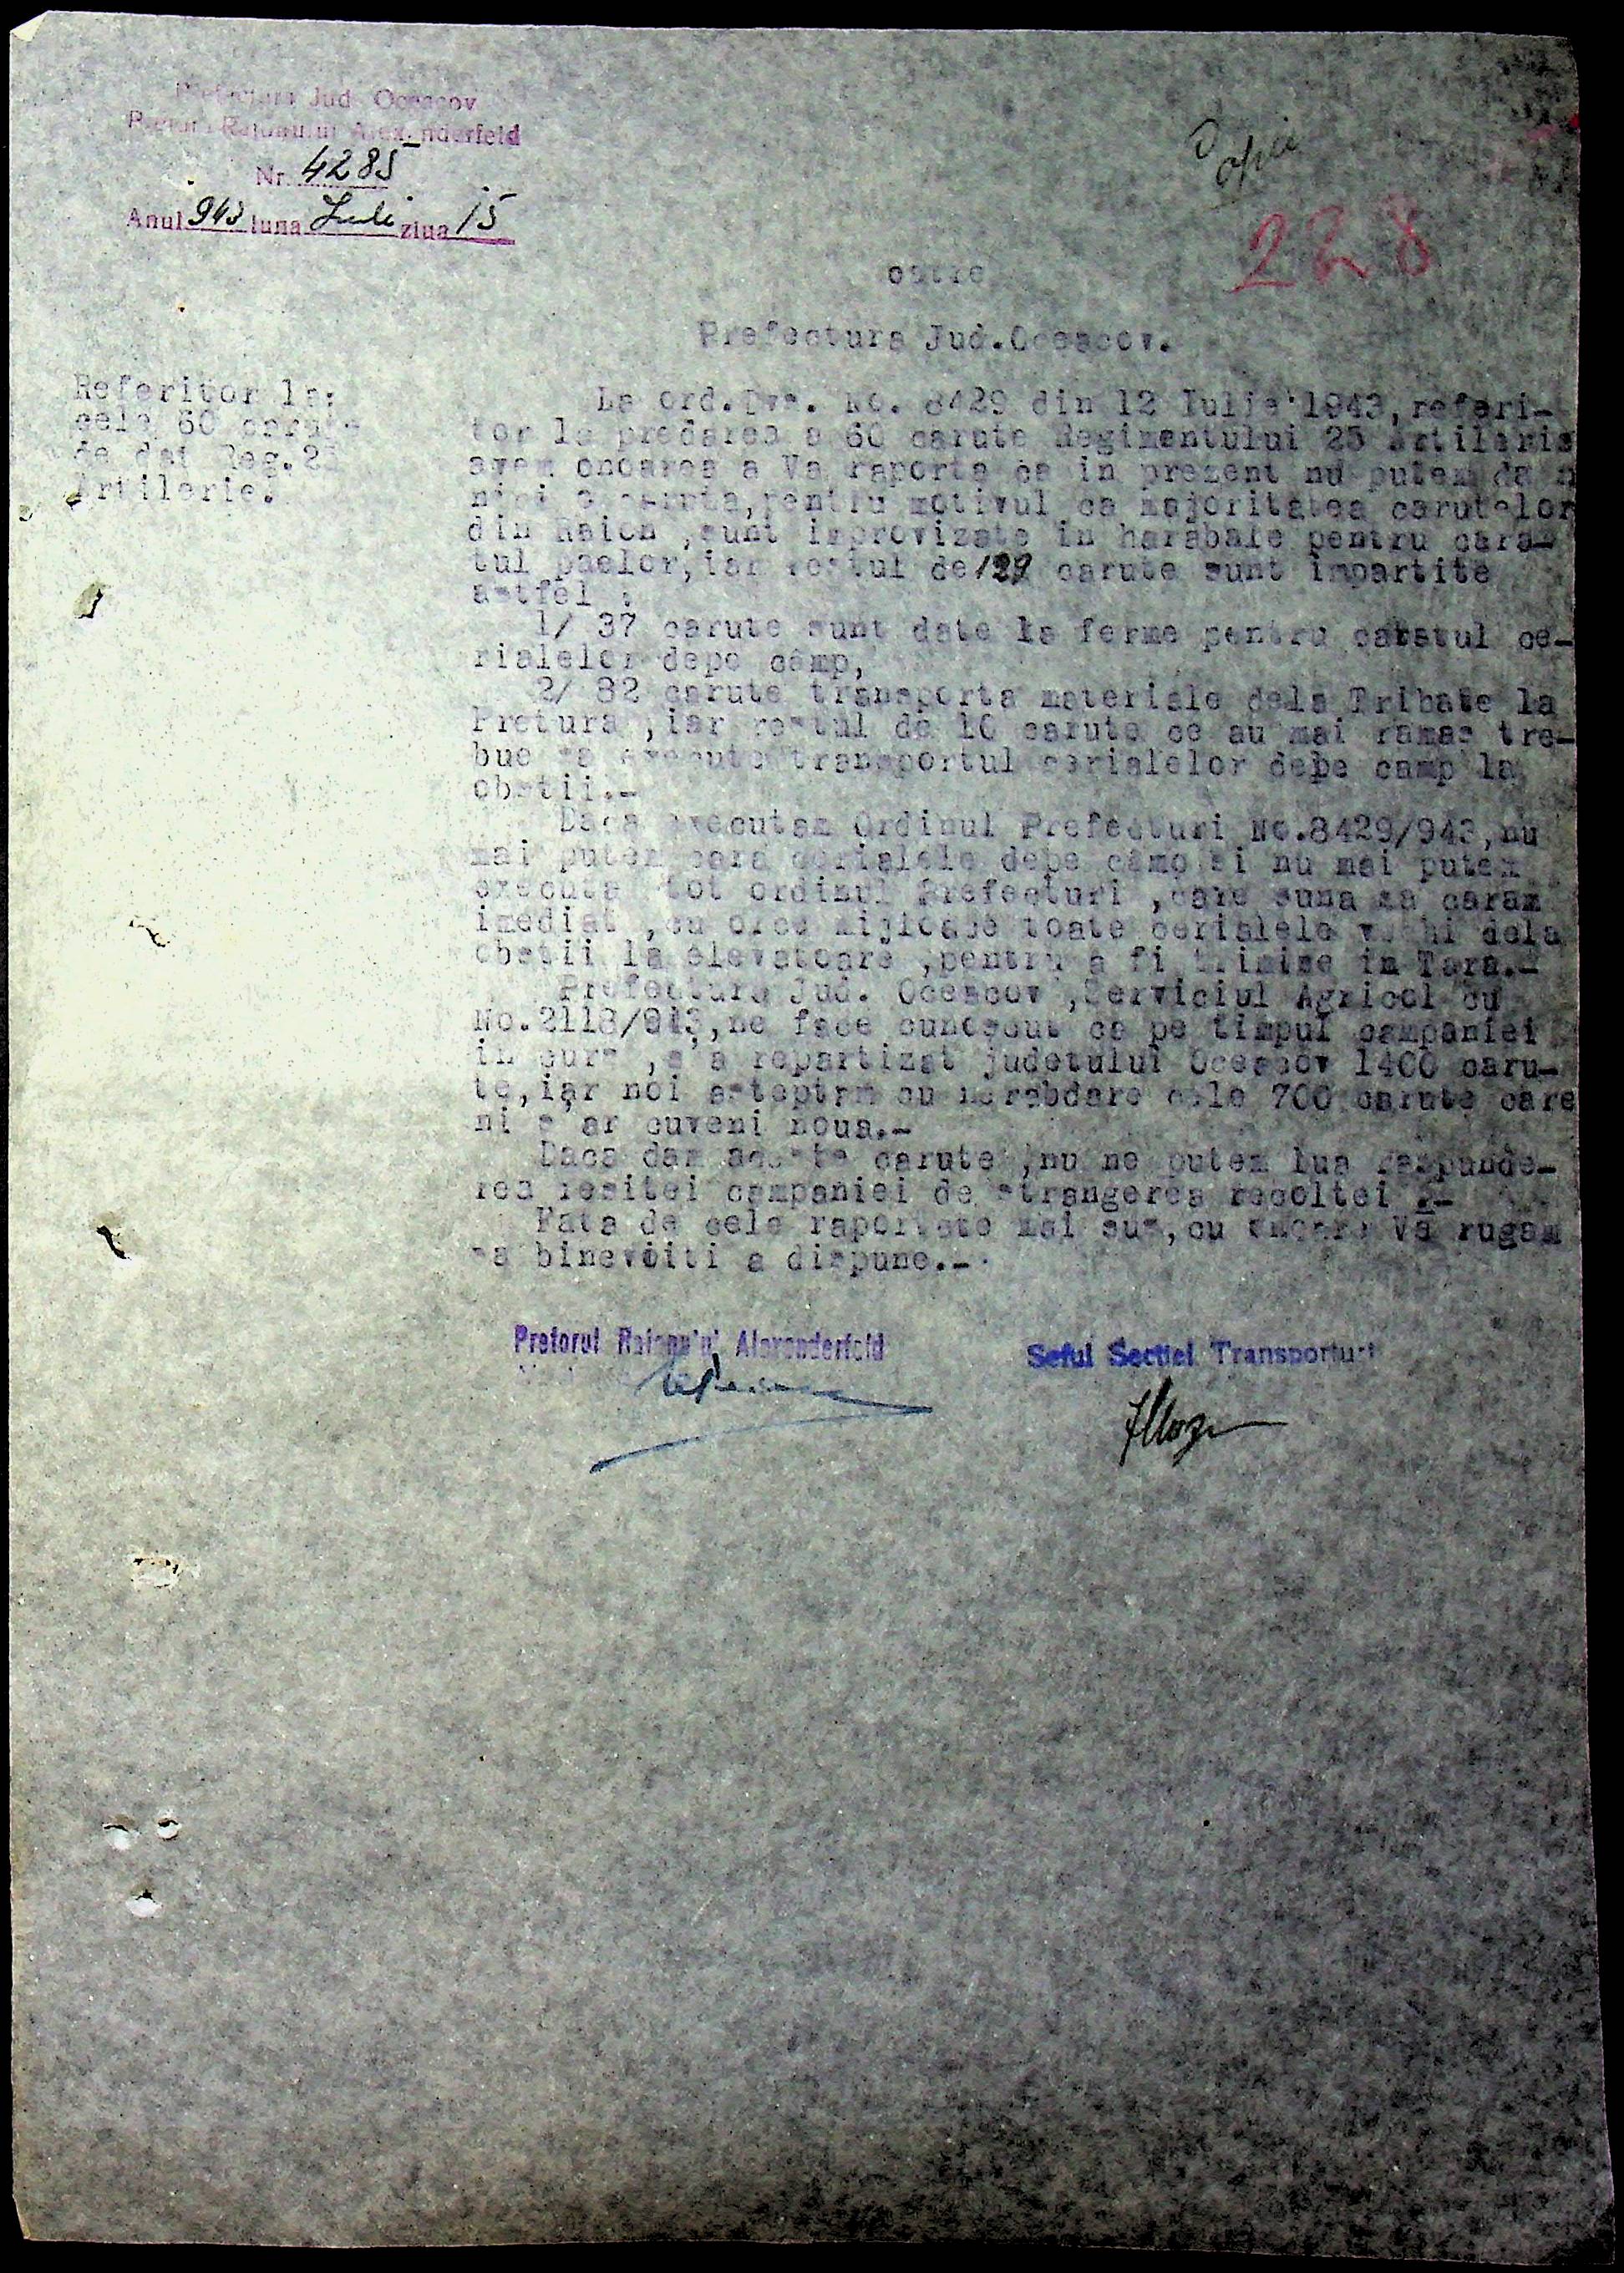 Prefectura Jud. Ocesacov
Pretura Raionului Alexanderfeld
Nr. 4285
Anul 943 luna Iuli ziua 15
Copie
228
catre
Prefectura Jud.Oceacov.
Referitor la:
cele 60 carute
de dat Reg.25
Artilerie.
La ord.Dvs. No. 8429 din 12 Iulie 1943, referi-
tor la predarea a 60 carute Regimentului 25 Artilerie
avem onoarea a Va raporta ca in prezent nu putem da
nici o caruta,pentru motivul ca majoritatea carutelor
din Raion ,sunt improvizate in harabale pentru cara-
tul paelor,iar restul de 129 carute sunt impartite
astfel :
1/ 37 carute sunt date la ferme pentru caratul ce-
rialelor depe câmp,
2/ 82 carute transporta materiale dela Tribate la
Pretura ,iar restul de 10 carute ce au mai ramas tre-
bue sa execute transportul cerialelor depe camp la
obstii.-
Daca executam Ordinul Prefecturi No.8429/943,nu
mai putem cara cerialele depe câmp si nu mai putem
executa tot ordinul Prefecturi ,care suna sa caram
imediat ,cu orce mijloace toate cerialele vechi dela
obstii la elevatoare ,pentru a fi trimise in Tara.-
Prefectura Jud. Oceacov ,Serviciul Agricol cu
No.2118/943,ne face cunoscut ca pe timpul campaniei
in curs ,s'a repartizat judetului Oceacov 1400 caru-
te,iar noi asteptam cu nerabdare cele 700 carute care
ni s'ar cuveni noua.-
Daca dam aceste carute ,nu ne putem lua raspunde-
rea resitei campaniei de strangerea recoltei .-
Fata de cele raportate mai sus,cu onoare Vă rugam
sa binevoiti a dispune.-
Pretorul Raionului Alexanderfeld
Seful Sectiei Transporturi